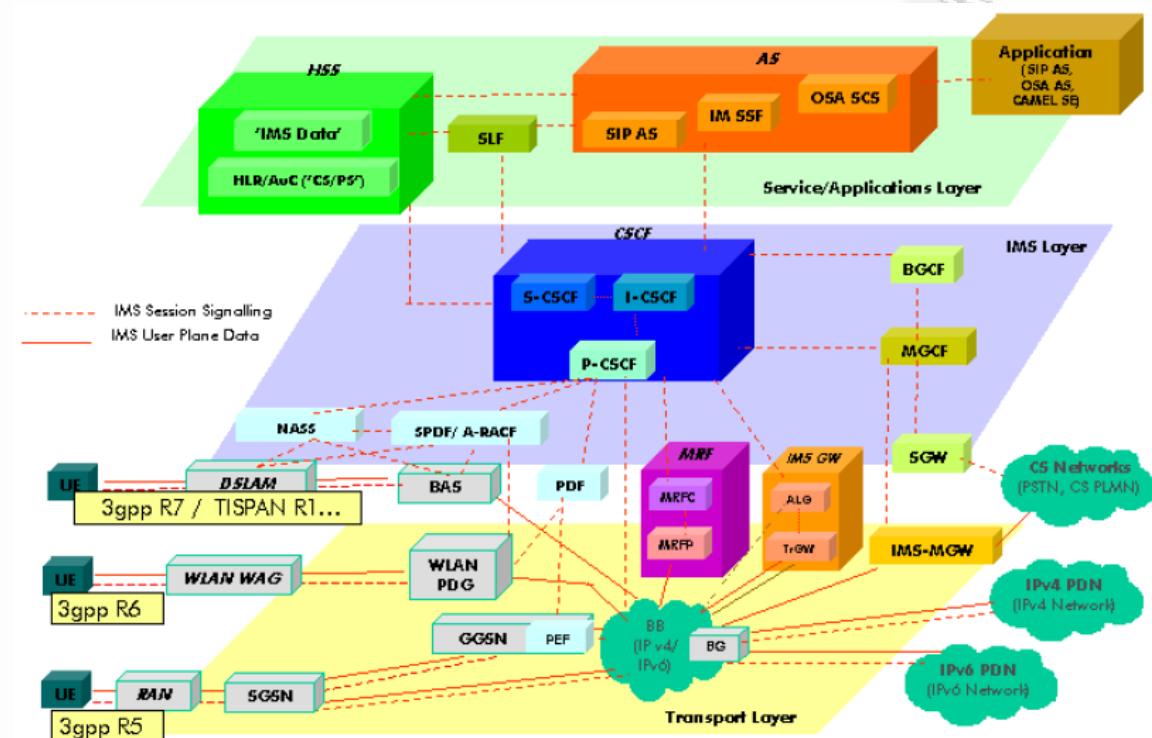 HSS
'IMS Data'
HLR/AuC ('CS/PS')
SLF
AS
SIP AS
IM SSF
OSA SCS
Application
(SIP AS,
OSA AS,
CAMEL SE)
Service/Applications Layer
CSCF
IMS Layer
S-CSCF
I-CSCF
P-CSCF
BGCF
MGCF
IMS Session Signalling
IMS User Plane Data
NASS
SPDF/ A-RACF
SGW
CS Networks
(PSTN, CS PLMN)
UE
DSLAM
BAS
PDF
3gpp R7 / TISPAN R1...
MRF
MRFC
MRFP
IMS GW
ALG
TrGW
IMS-MGW
UE
WLAN WAG
WLAN
PDG
3gpp R6
IPv4 PDN
(IPv4 Network)
GGSN
PEF
BB
(IP v4/
IPv6)
BG
IPv6 PDN
(IPv6 Network)
UE
RAN
SGSN
3gpp R5
Transport Layer